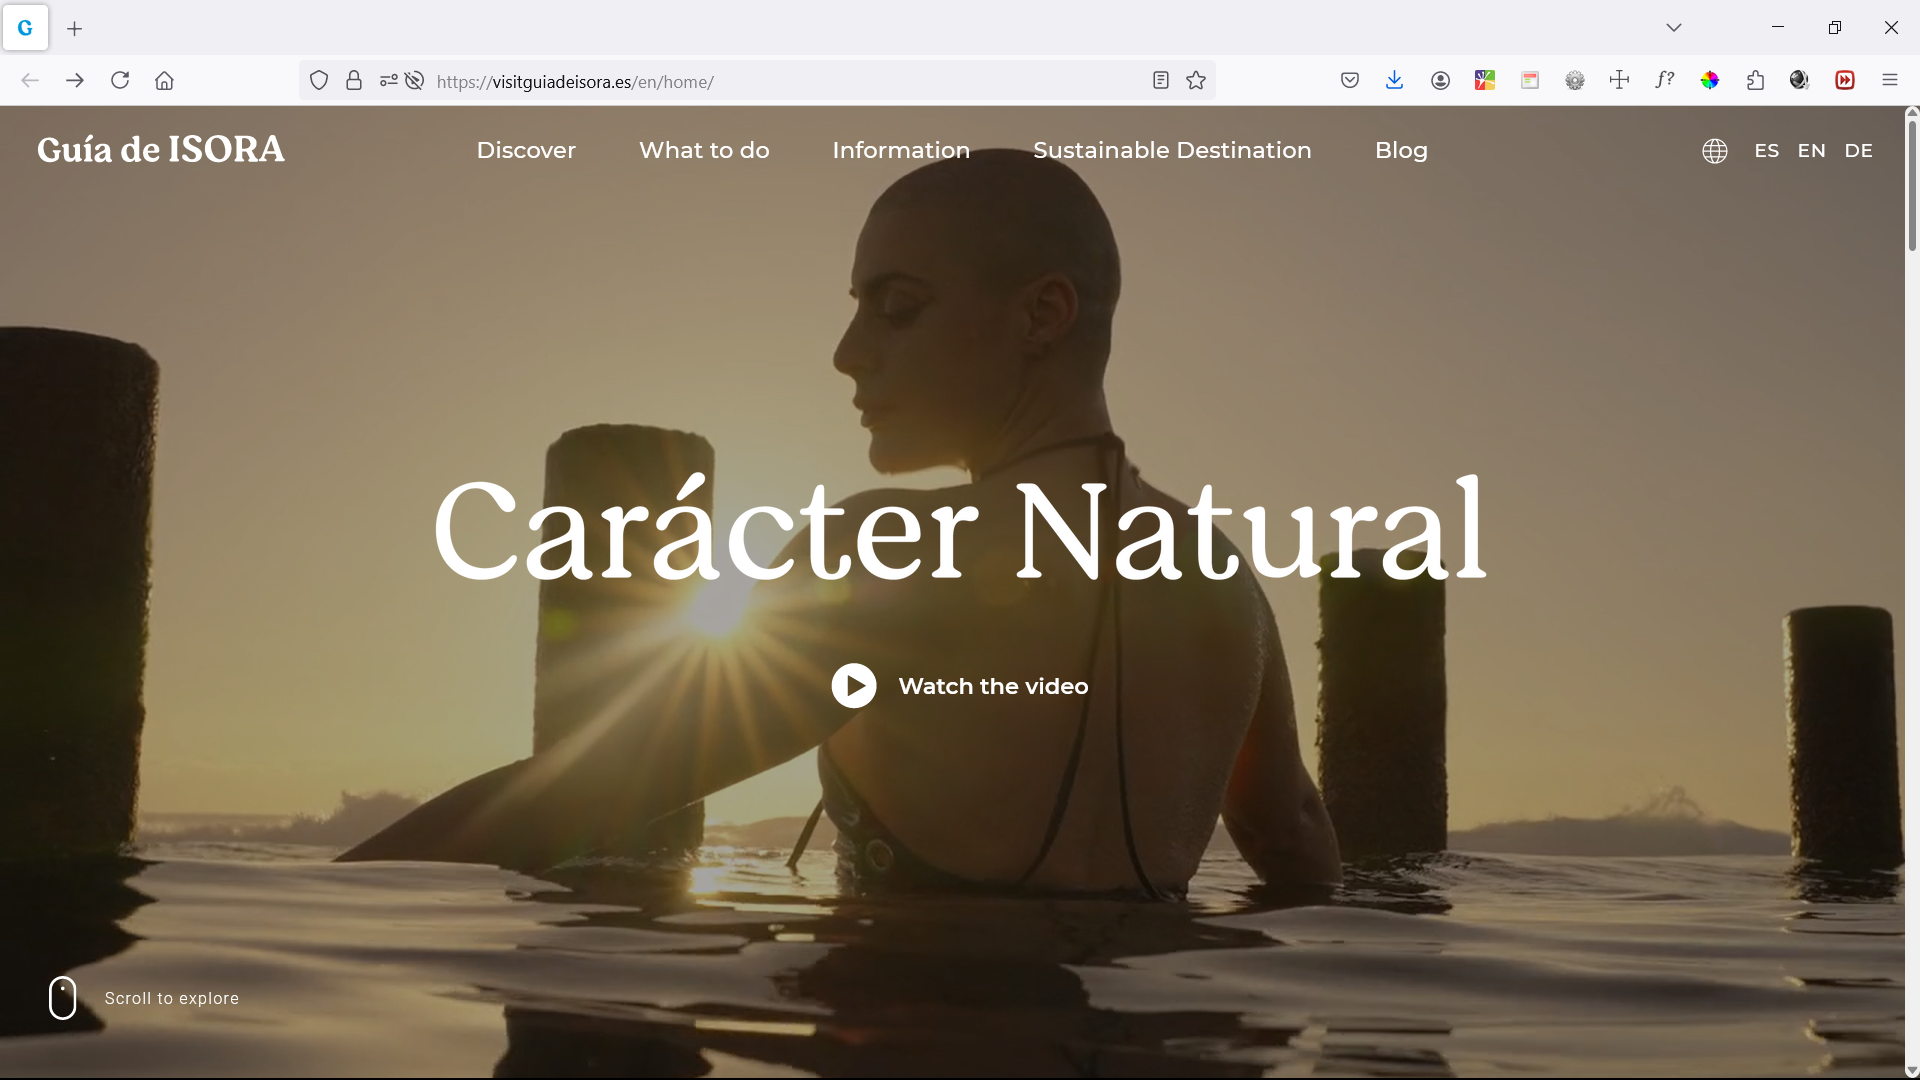 G
https://visitguiadeisora.es/en/home/
f?
Guía de ISORA
Discover
What to do
Information
Sustainable Destination
Blog
ES EN DE
Carácter Natural
Watch the video
Scroll to explore